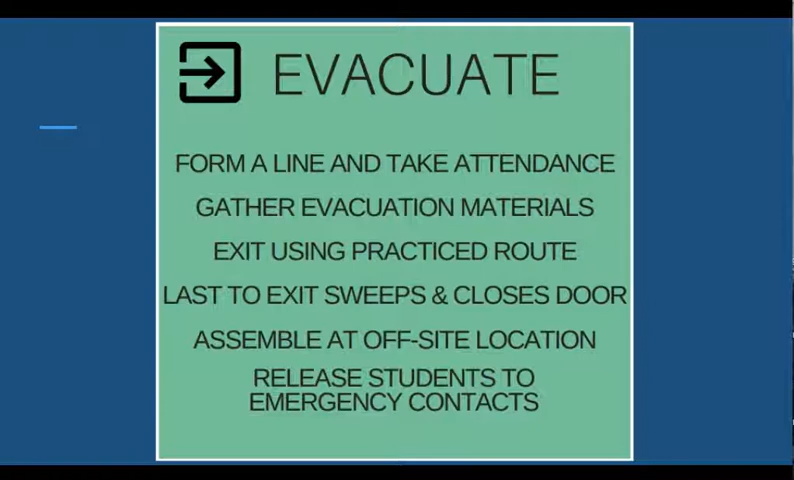 EVACUATE
FORM A LINE AND TAKE ATTENDANCE
GATHER EVACUATION MATERIALS
EXIT USING PRACTICED ROUTE
LAST TO EXIT SWEEPS & CLOSES DOOR
ASSEMBLE AT OFF-SITE LOCATION
RELEASE STUDENTS TO
EMERGENCY CONTACTS